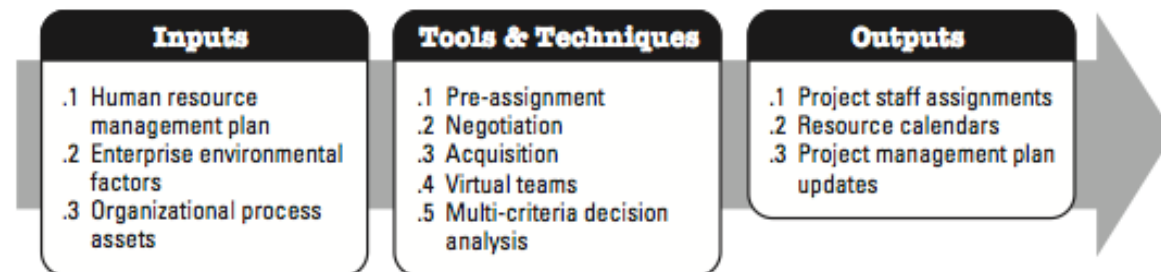 Inputs
.1 Human resource
management plan
.2 Enterprise environmental
factors
.3 Organizational process
assets
Tools & Techniques
.1 Pre-assignment
.2 Negotiation
.3 Acquisition
.4 Virtual teams
.5 Multi-criteria decision
analysis
Outputs
.1 Project staff assignments
.2 Resource calendars
.3 Project management plan
updates